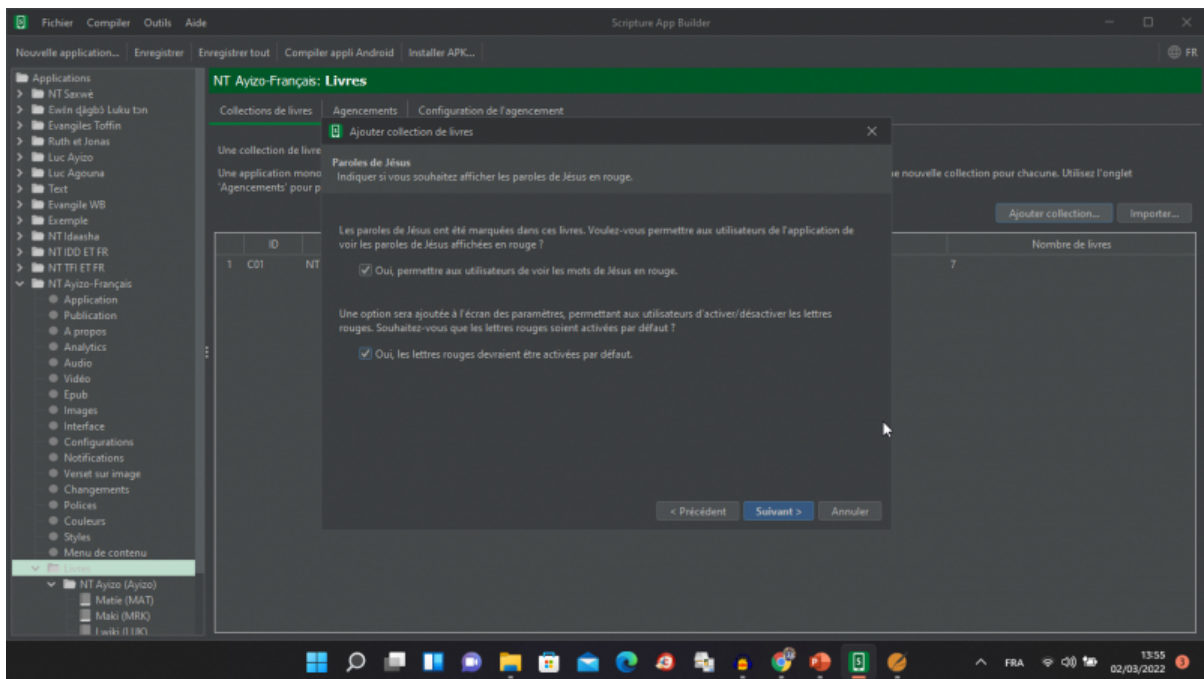 Fichier Compiler Outils Aide
Scripture App Builder
Nouvelle application... Enregistrer Enregistrer tout Compiler appli Android Installer APK...
FR
Applications
NT Saxwé
Ewín ɖàgbó Luku tɔn
Evangiles Toffin
Ruth et Jonas
Luc Ayizo
Luc Agouna
Text
Evangile WB
Exemple
NT Idaasha
NT IDD ET FR
NT TFI ET FR
NT Ayizo-Français
Application
Publication
A propos
Analytics
Audio
Vidéo
Epub
Images
Interface
Configurations
Notifications
Verset sur image
Changements
Polices
Couleurs
Styles
Menu de contenu
Livres
NT Ayizo (Ayizo)
Matie (MAT)
Maki (MRK)
Lwiki (LUK)
NT Ayizo-Français: Livres
Collections de livres Agencements Configuration de l'agencement
Une collection de livre
Une application mono
'Agencements' pour p
e nouvelle collection pour chacune. Utilisez l'onglet
Ajouter collection... Importer...
ID
Nombre de livres
1 C01 NT
7
Ajouter collection de livres
Paroles de Jésus
Indiquer si vous souhaitez afficher les paroles de Jésus en rouge.
Les paroles de Jésus ont été marquées dans ces livres. Voulez-vous permettre aux utilisateurs de l'application de
voir les paroles de Jésus affichées en rouge ?
Oui, permettre aux utilisateurs de voir les mots de Jésus en rouge.
Une option sera ajoutée à l'écran des paramètres, permettant aux utilisateurs d'activer/désactiver les lettres
rouges. Souhaitez-vous que les lettres rouges soient activées par défaut ?
Oui, les lettres rouges devraient être activées par défaut.
< Précédent Suivant > Annuler
FRA
13:55
02/03/2022
3